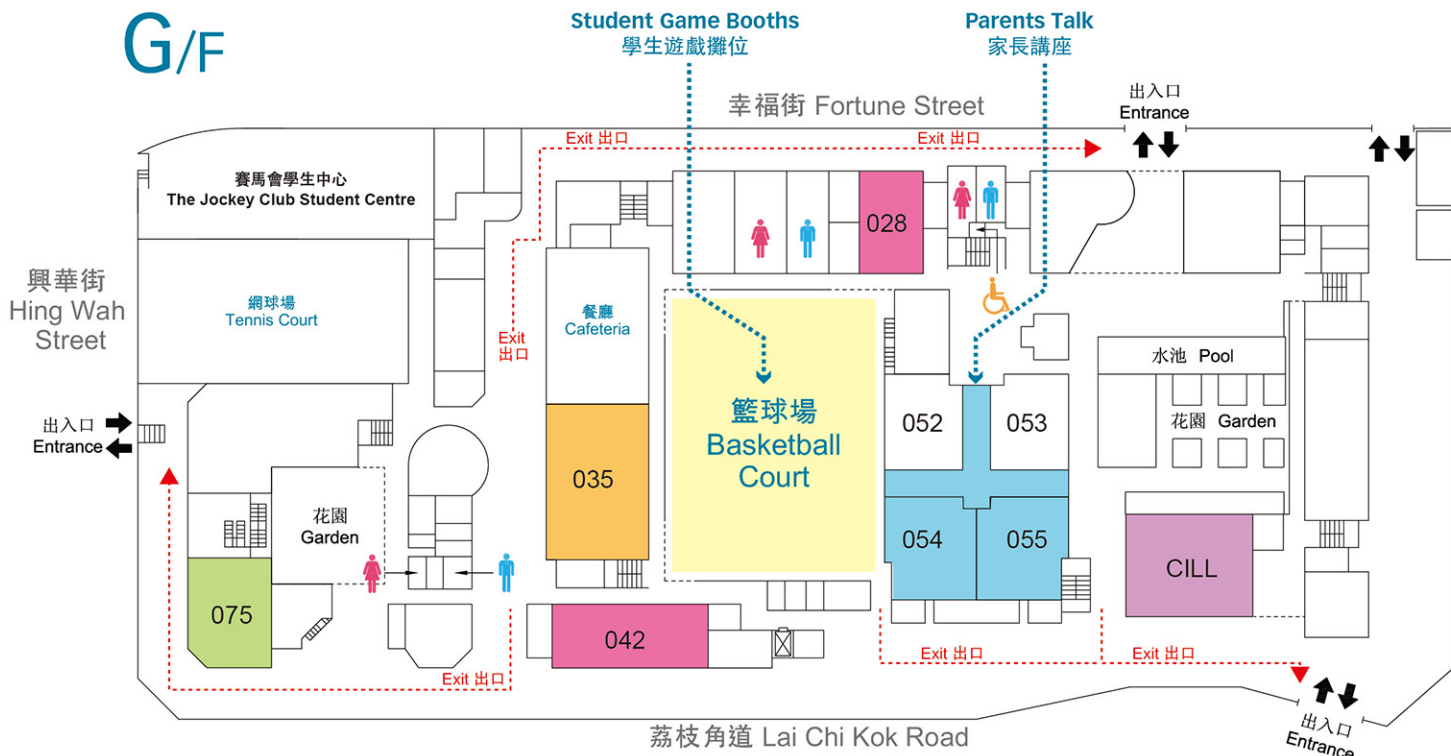 G/F
Student Game Booths
學生遊戲攤位
Parents Talk
家長講座
幸福街 Fortune Street
出入口
Entrance
Exit 出口
Exit 出口
賽馬會學生中心
The Jockey Club Student Centre
028
興華街
Hing Wah
Street
網球場
Tennis Court
餐廳
Cafeteria
Exit
出口
水池 Pool
籃球場
Basketball
Court
052
053
花園 Garden
出入口
Entrance
035
花園
Garden
054
055
CILL
075
042
Exit 出口
Exit 出口
Exit 出口
荔枝角道 Lai Chi Kok Road
出入口
Entrance